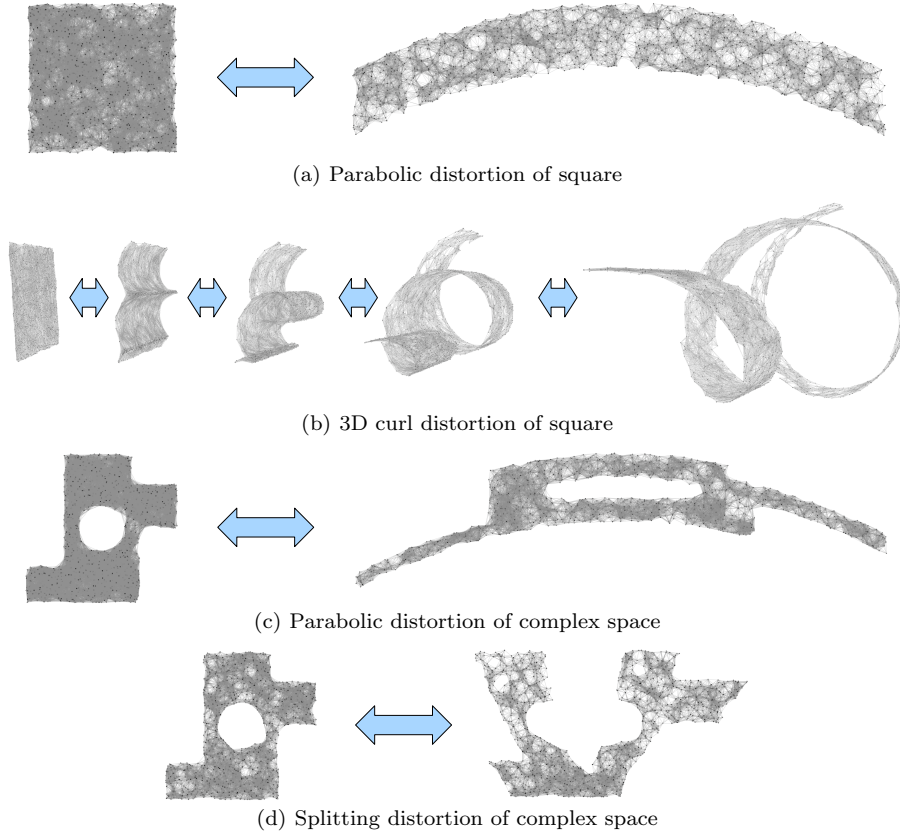 (a) Parabolic distortion of square
(b) 3D curl distortion of square
(c) Parabolic distortion of complex space
(d) Splitting distortion of complex space